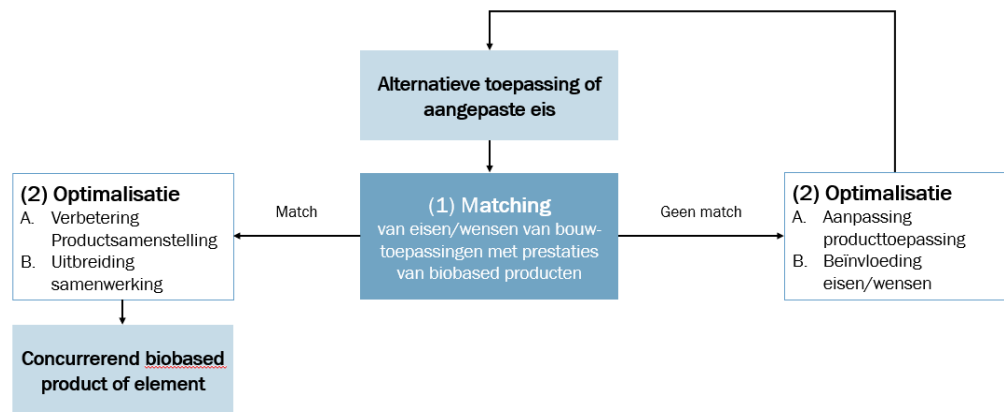 Alternatieve toepassing of
aangepaste eis
(2) Optimalisatie
A. Verbetering
Productsamenstelling
B. Uitbreiding
samenwerking
Match
(1) Matching
van eisen/wensen van bouw-
toepassingen met prestaties
van biobased producten
Geen match
(2) Optimalisatie
A. Aanpassing
producttoepassing
B. Beïnvloeding
eisen/wensen
Concurrerend biobased
product of element